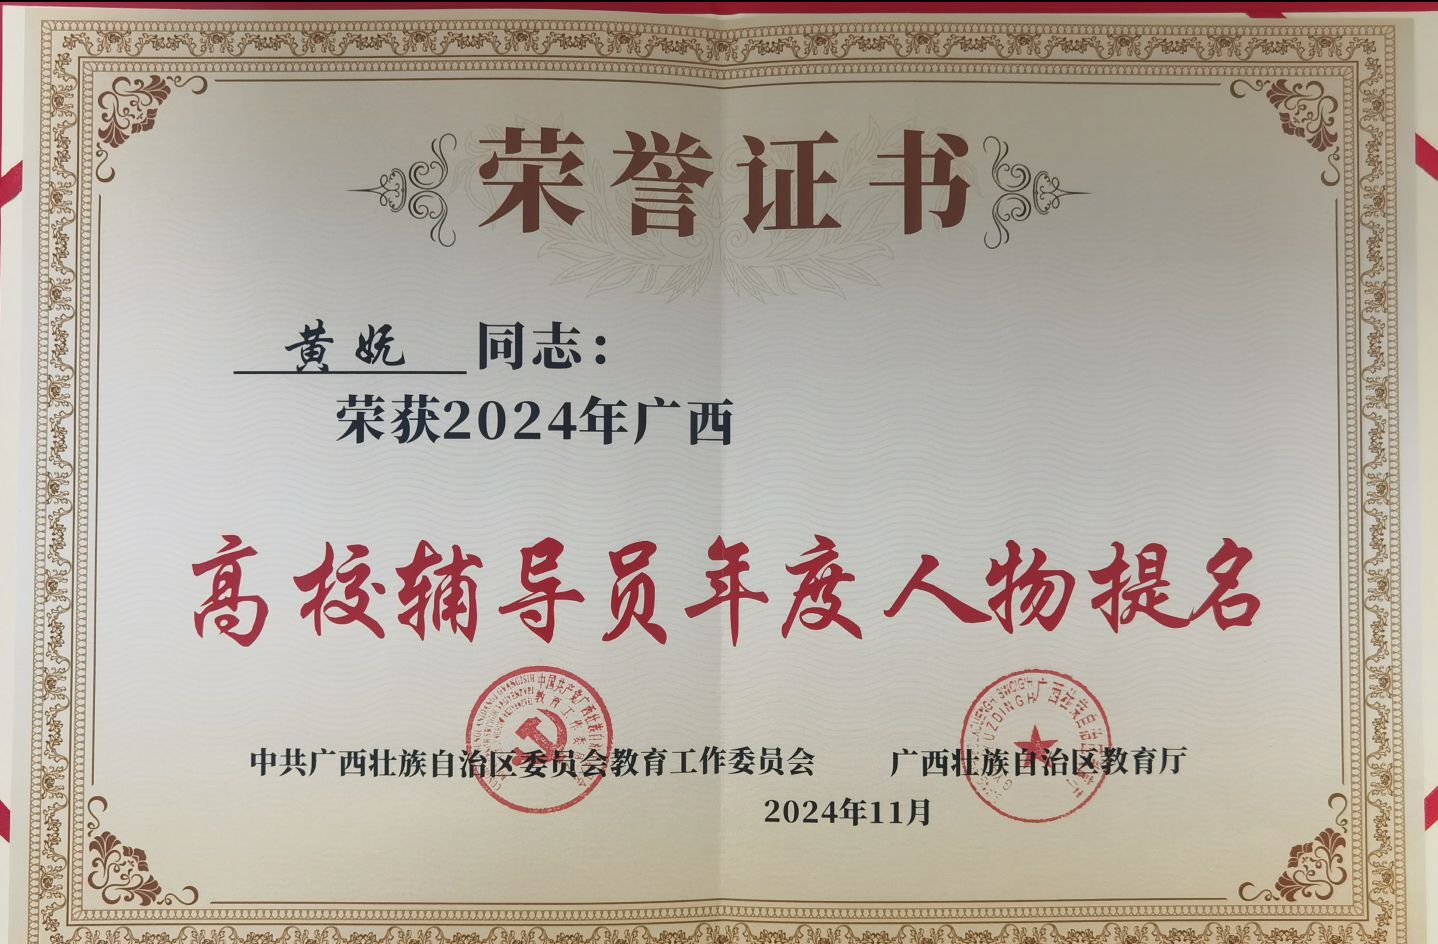 荣誉证书
黄妧 同志：
荣获2024年广西
高校辅导员年度人物提名
中共广西壮族自治区委员会教育工作委员会 广西壮族自治区教育厅
2024年11月